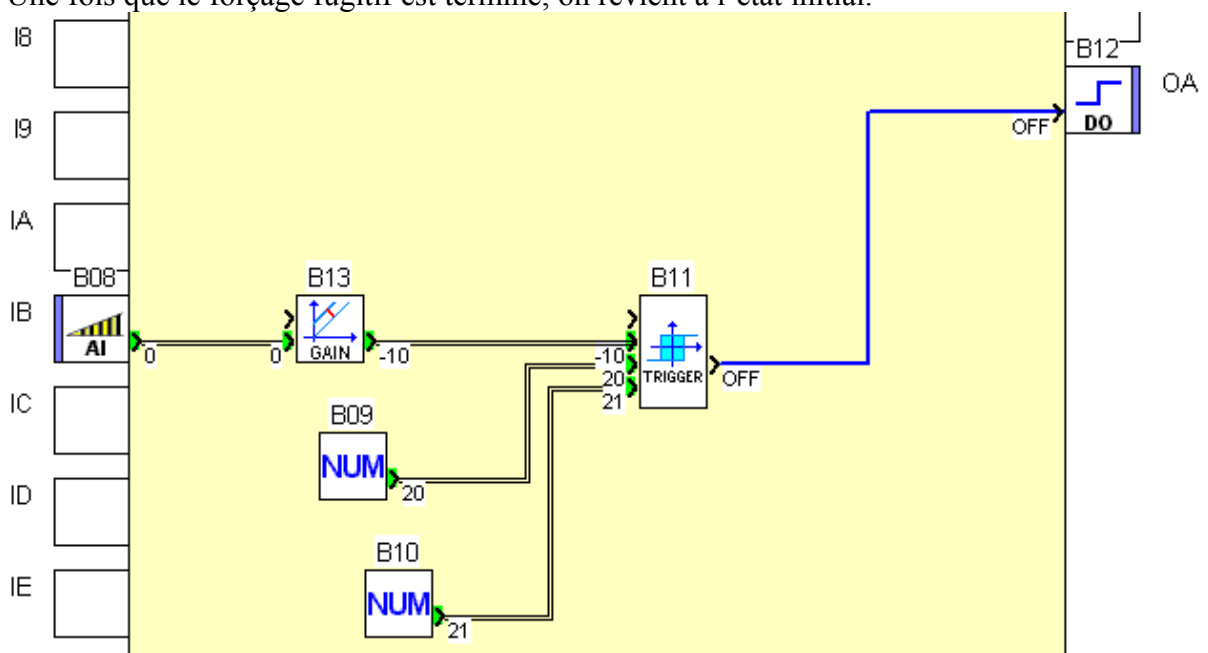 Une fois que le forçage fugitif est terminé, on revient à l'état initial.
I8
B12
OA
DO
OFF
I9
IA
B08
B13
B11
IB
AI
0
0
GAIN
-10
-10
20
21
TRIGGER
OFF
IC
B09
NUM
20
ID
B10
IE
NUM
21